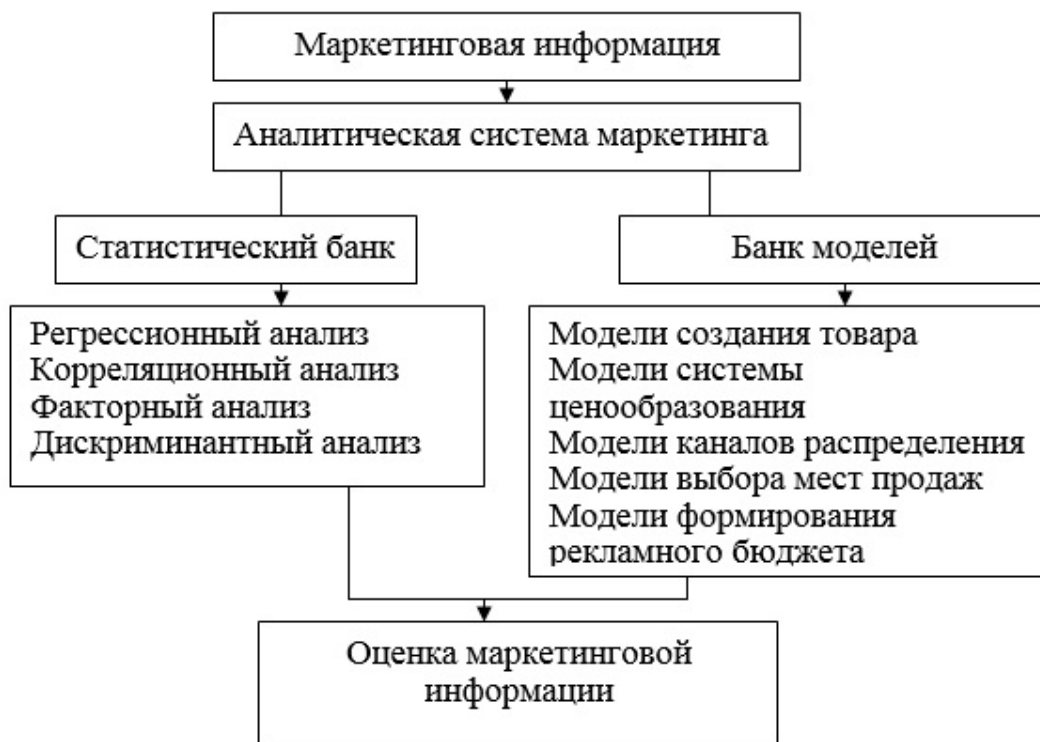 Маркетинговая информация
Аналитическая система маркетинга
Статистический банк
Банк моделей
Регрессионный анализ
Корреляционный анализ
Факторный анализ
Дискриминантный анализ
Модели создания товара
Модели системы
ценообразования
Модели каналов распределения
Модели выбора мест продаж
Модели формирования
рекламного бюджета
Оценка маркетинговой
информации